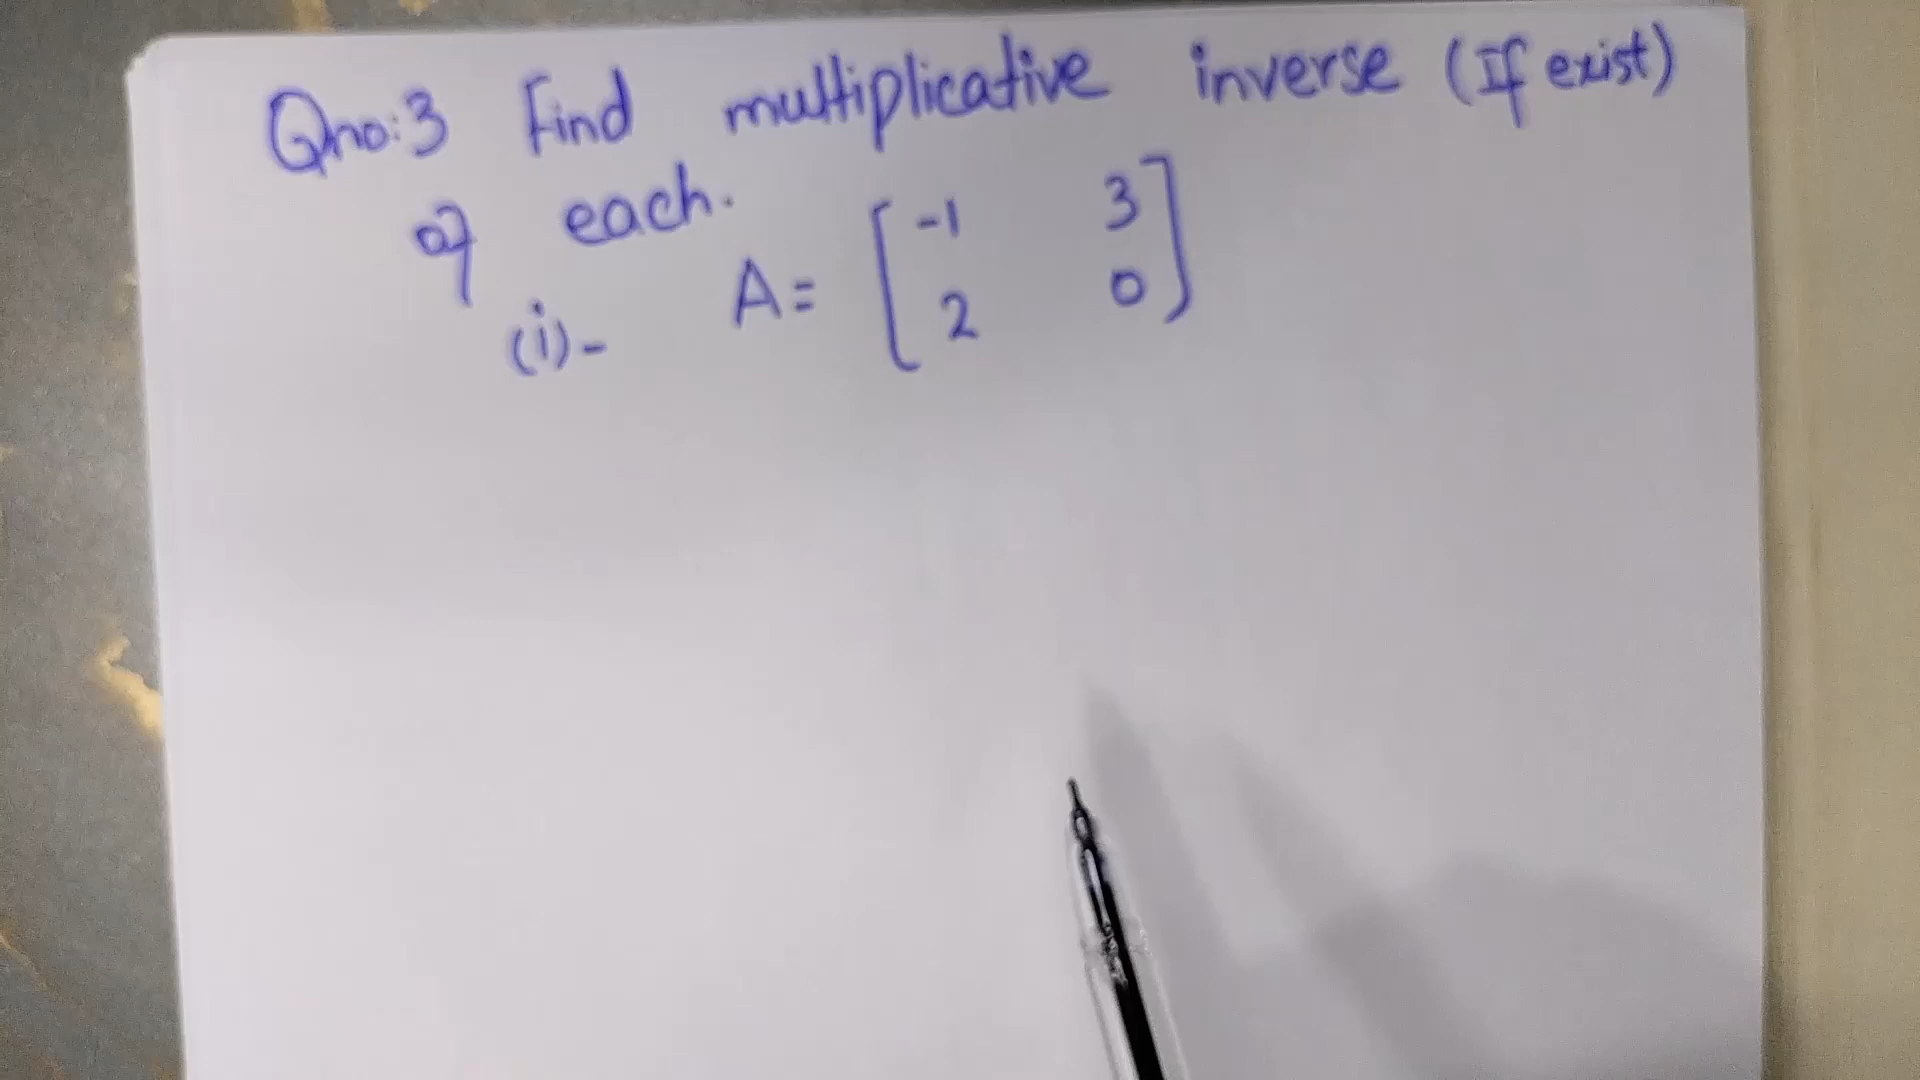 Qno:3 Find multiplicative inverse (If exist)
of each.
(i)- A= [-1 3
2 0]